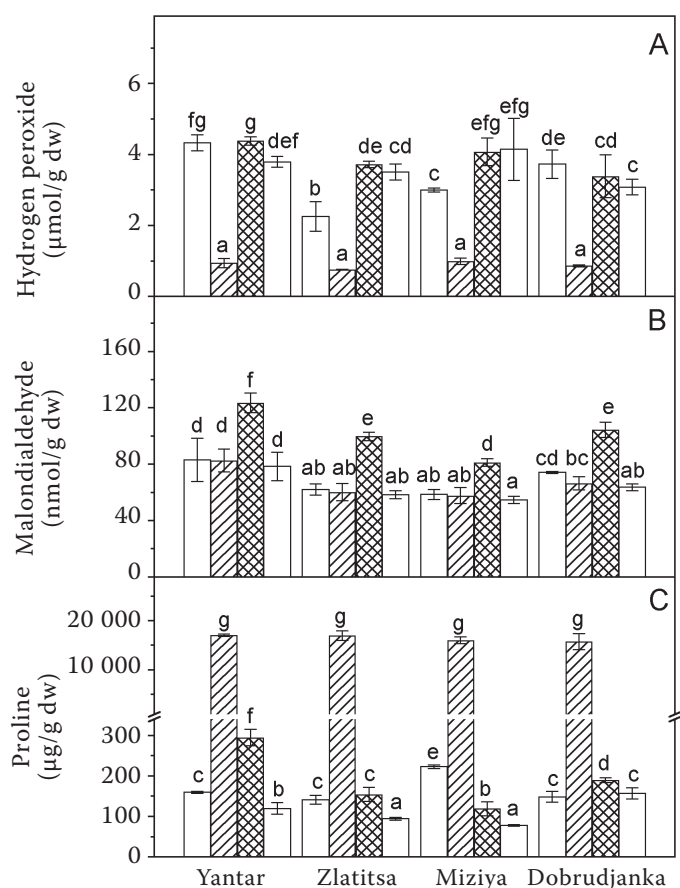 A
Hydrogen peroxide
(µmol/g dw)
6
4
2
0
fg
a
g
def
b
a
de
cd
c
a
efg
efg
de
a
cd
c
B
Malondialdehyde
(nmol/g dw)
160
120
80
40
0
d
d
f
d
ab
ab
e
ab
ab
ab
d
a
cd
bc
e
ab
C
Proline
(µg/g dw)
20 000
10 000
300
200
100
0
c
g
f
b
c
g
c
a
e
g
b
a
c
g
d
c
Yantar Zlatitsa Miziya Dobrudjanka